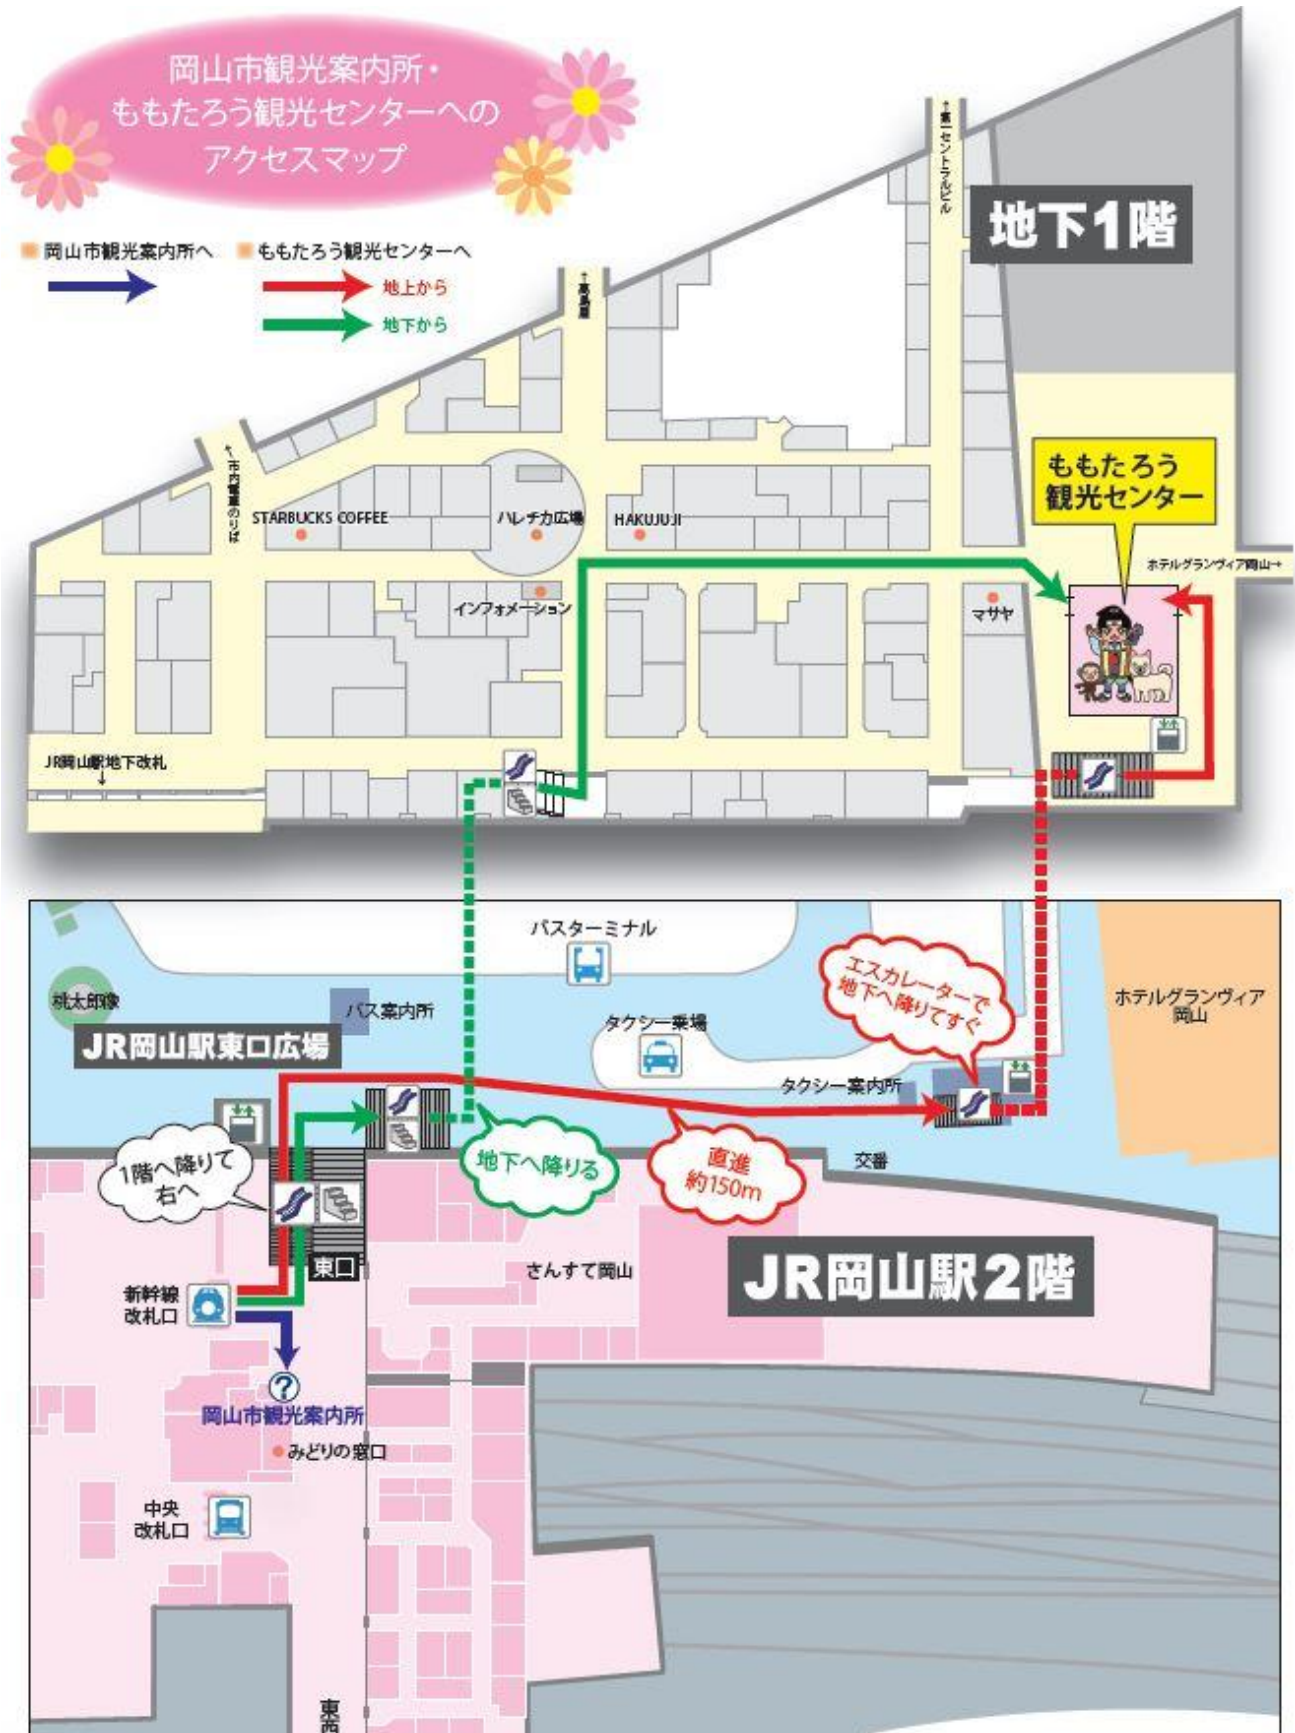 岡山市観光案内所・
ももたろう観光センターへの
アクセスマップ
岡山市観光案内所へ
ももたろう観光センターへ
地上から
地下から
↑第一セントラルビル
地下1階
↑高島屋
↑市内電車のりば
STARBUCKS COFFEE
ハレチカ広場
HAKUJUJI
ももたろう
観光センター
ホテルグランヴィア岡山→
インフォメーション
マサヤ
JR岡山駅地下改札
↓
バスターミナル
エスカレーターで
地下へ降りてすぐ
桃太郎像
バス案内所
タクシー乗場
ホテルグランヴィア
岡山
JR岡山駅東口広場
タクシー案内所
1階へ降りて
右へ
地下へ降りる
直進
約150m
交番
東口
さんすて岡山
JR岡山駅2階
新幹線
改札口
?
岡山市観光案内所
みどりの窓口
中央
改札口
東西